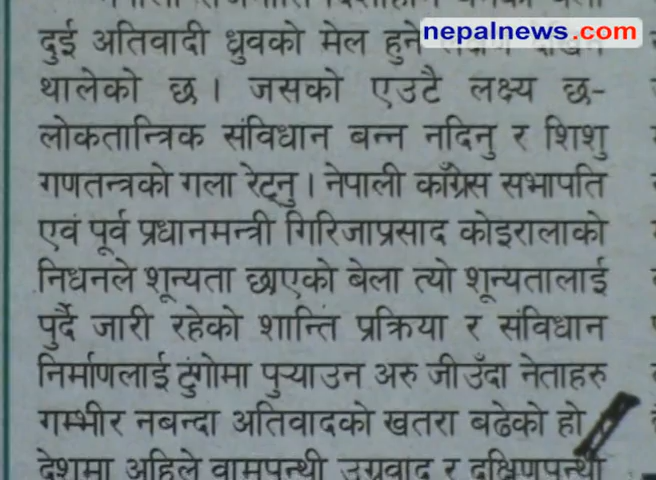 nepalnews.com
दुई अतिवादी ध्रुवको मेल हुने
थालेको छ। जसको एउटै लक्ष्य छ-
लोकतान्त्रिक संविधान बन्न नदिनु र शिशु
गणतन्त्रको गला रेट्नु। नेपाली काँग्रेस सभापति
एवं पूर्व प्रधानमन्त्री गिरिजाप्रसाद कोइरालाको
निधनले शून्यता छाएको बेला त्यो शून्यतालाई
पुर्दै जारी रहेको शान्ति प्रक्रिया र संविधान
निर्माणलाई टुंगोमा पुर्‍याउन अरु जीउँदा नेताहरु
गम्भीर नबन्दा अतिवादको खतरा बढेको हो
देशमा अहिले वामपन्थी उग्रवाद र दक्षिणपन्थी